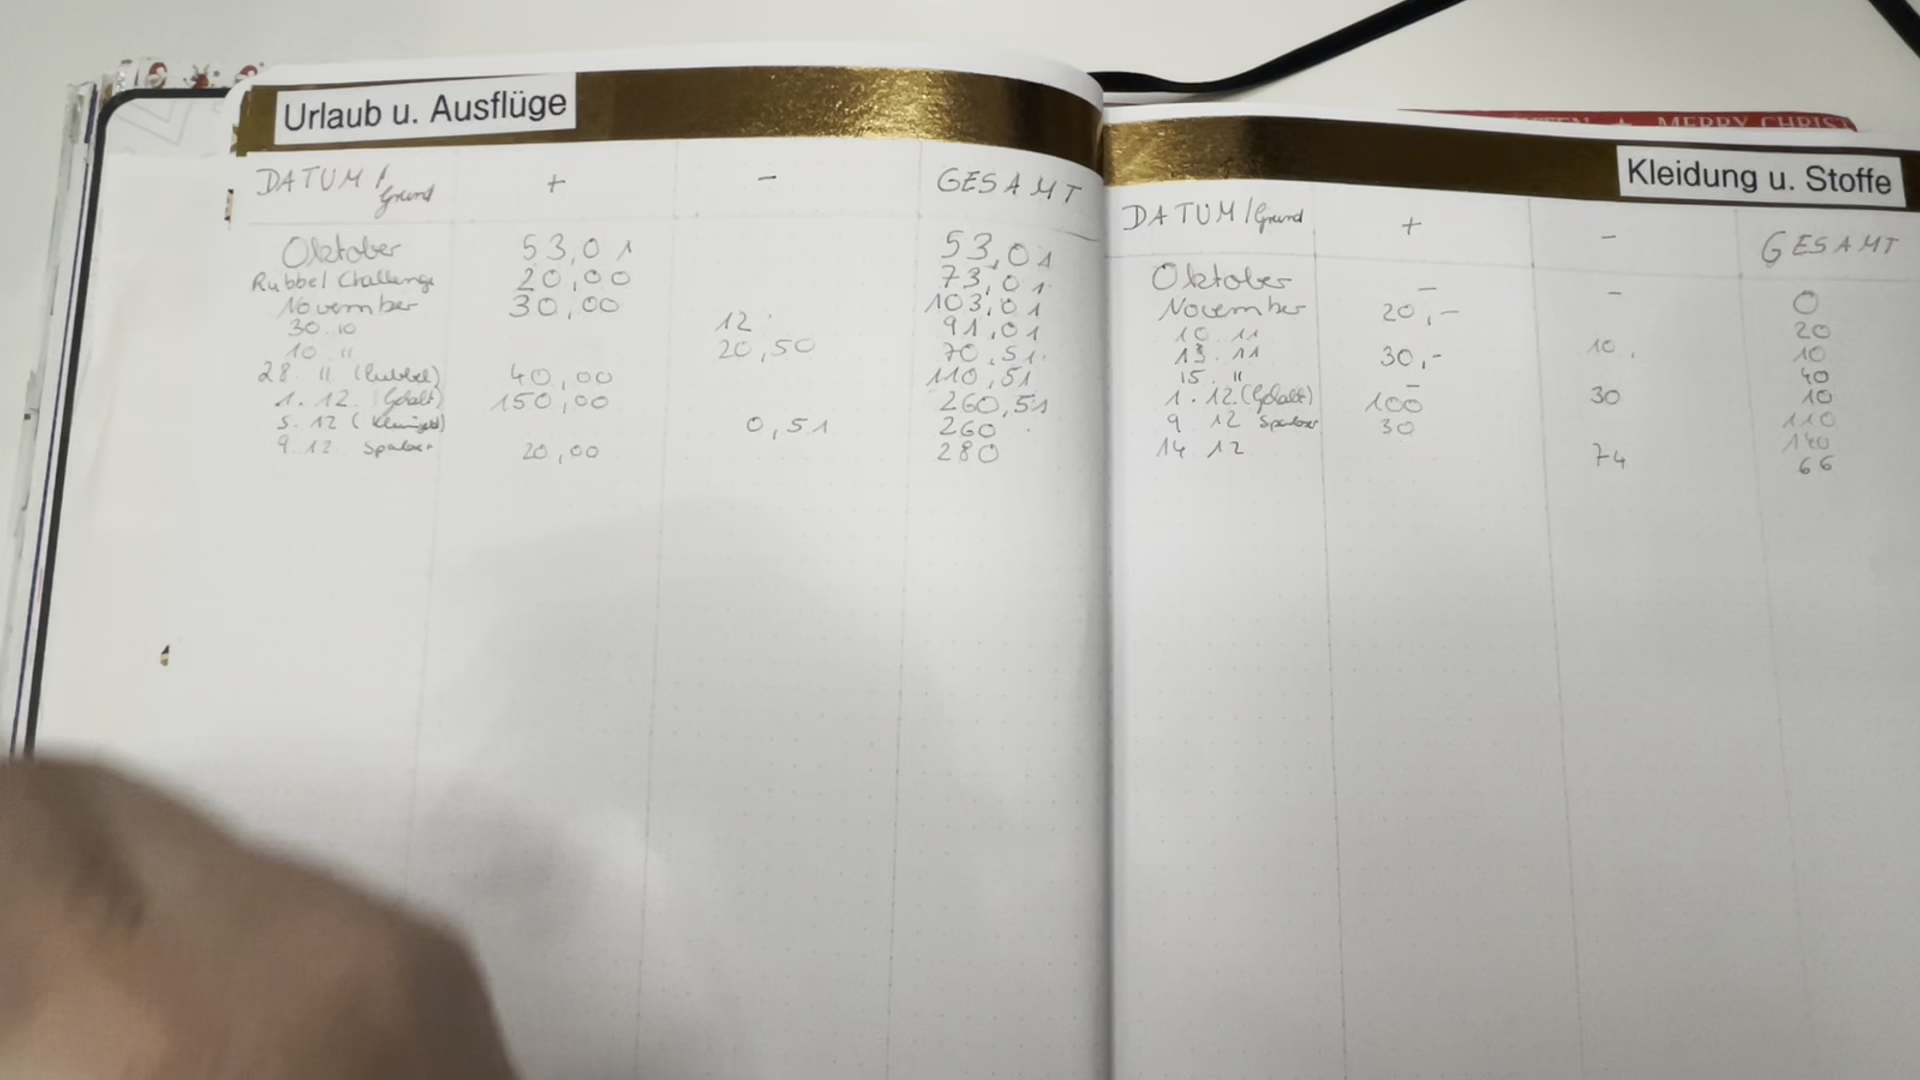 Urlaub u. Ausflüge
DATUM / Grund + - GESAMT
Oktober 53,01 53,01
Rubbel Challenge 20,00 73,01
November 30,00 103,01
30.10 12 91,01
10. 11 20,50 70,51
28. 11 (Rubbel) 40,00 110,51
1. 12. (Gehalt) 150,00 260,51
5. 12 (Kleingeld) 0,51 260
9. 12. Spardose 20,00 280
MERRY CHRIST
Kleidung u. Stoffe
DATUM / Grund + - GESAMT
Oktober - - 0
November 20,- 20
10. 11 10. 10
13. 11 30,- 40
15. 11 - 30 10
1. 12. (Gehalt) 100 110
9. 12 Spardose 30 140
14. 12 74 66